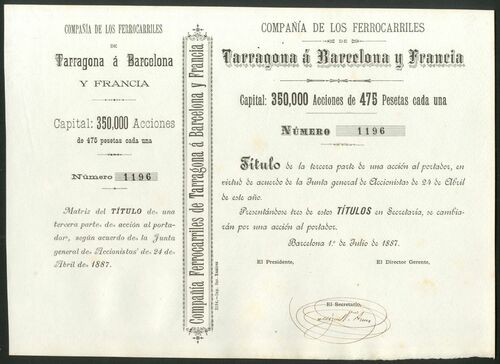 COMPAÑÍA DE LOS FERROCARRILES
DE
Tarragona á Barcelona
Y FRANCIA
Capital: 350,000 Acciones
de 475 pesetas cada una
Número 1196
Matriz del TÍTULO de una
tercera parte de acción al porta-
dor, según acuerdo de la Junta
general de Accionistas de 24 de
Abril de 1887.
Compañía Ferrocarriles de Tarragona á Barcelona y Francia
COMPAÑÍA DE LOS FERROCARRILES
DE
Tarragona á Barcelona y Francia
Capital: 350,000 Acciones de 475 Pesetas cada una
NÚMERO 1196
Título de la tercera parte de una acción al portador, en
virtud de acuerdo de la Junta general de Accionistas de 24 de Abril
de este año.
Presentándose tres de estos TÍTULOS en Secretaría, se cambia-
rán por una acción al portador.
Barcelona 1.º de Julio de 1887.
El Presidente,
El Director Gerente,
El Secretario,